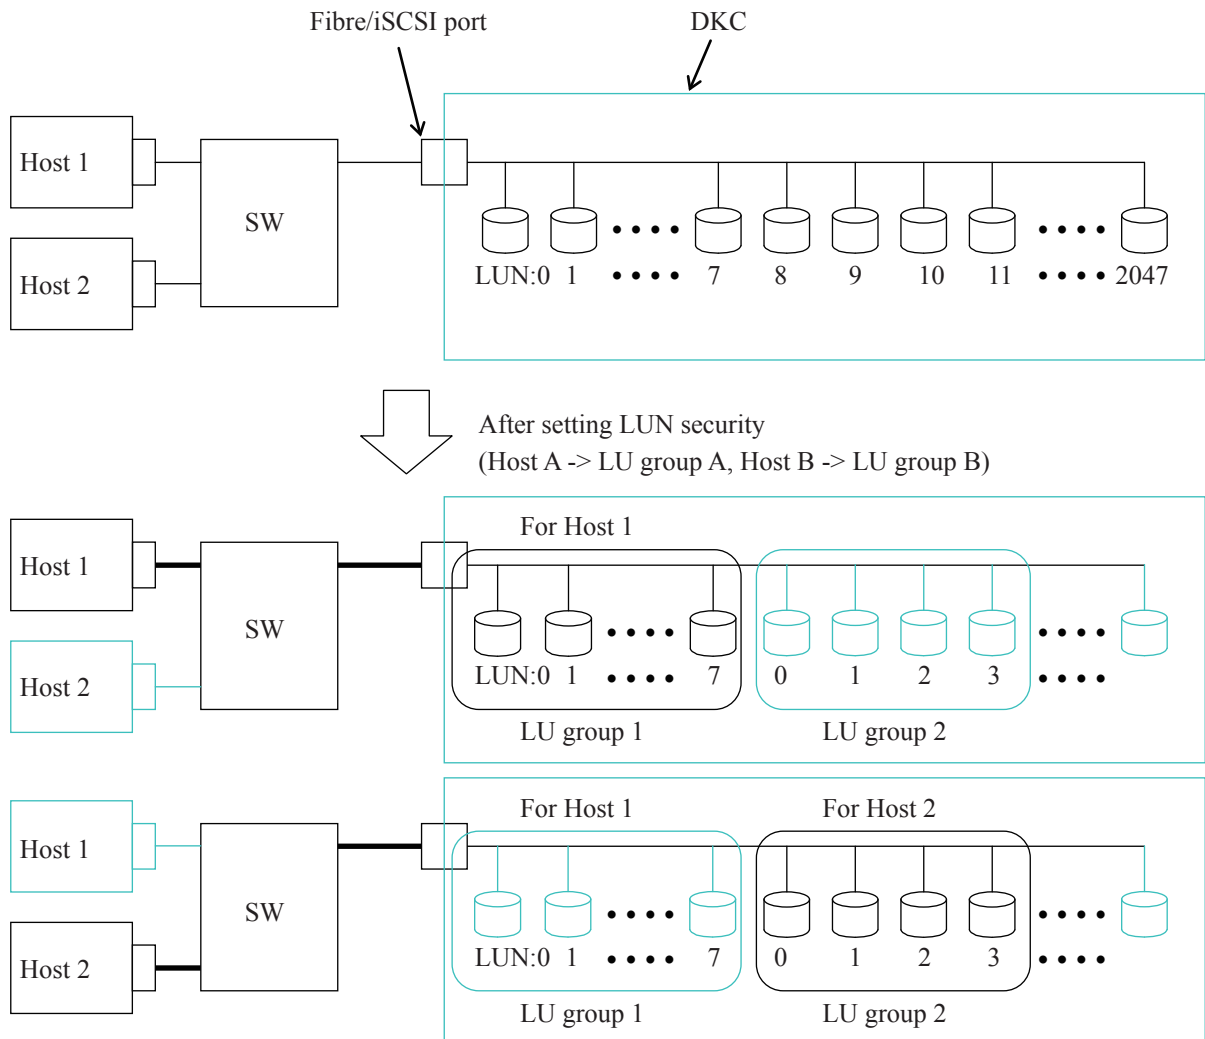 Fibre/iSCSI port DKC
Host 1
SW
Host 2
LUN:0 1 •••• 7 8 9 10 11 •••• 2047
After setting LUN security
(Host A -> LU group A, Host B -> LU group B)
For Host 1
Host 1
SW
Host 2
LUN:0 1 •••• 7 0 1 2 3 ••••
LU group 1 LU group 2
For Host 1 For Host 2
Host 1
SW
Host 2
LUN:0 1 •••• 7 0 1 2 3 ••••
LU group 1 LU group 2